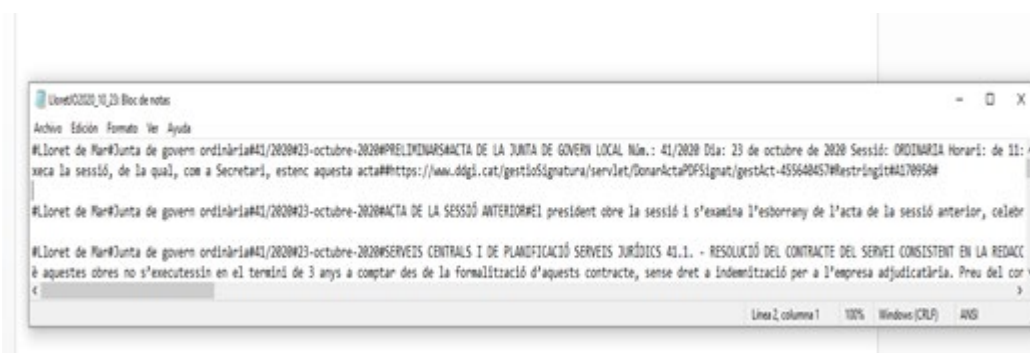 LloretJO2020_10_23: Bloc de notas
Archivo Edición Formato Ver Ayuda
#Lloret de Mar#Junta de govern ordinària#41/2020#23-octubre-2020#PRELIMINARS#ACTA DE LA JUNTA DE GOVERN LOCAL Núm.: 41/2020 Dia: 23 de octubre de 2020 Sessió: ORDINARIA Horari: de 11:
xeca la sessió, de la qual, com a Secretari, estenc aquesta acta##https://www.ddgi.cat/gestioSignatura/servlet/DonarActaPDFSignat/gestAct-455640457#Restringit#A170950#
#Lloret de Mar#Junta de govern ordinària#41/2020#23-octubre-2020#ACTA DE LA SESSIÓ ANTERIOR#El president obre la sessió i s'examina l'esborrany de l'acta de la sessió anterior, celebr
#Lloret de Mar#Junta de govern ordinària#41/2020#23-octubre-2020#SERVEIS CENTRALS I DE PLANIFICACIÓ SERVEIS JURÍDICS 41.1. - RESOLUCIÓ DEL CONTRACTE DEL SERVEI CONSISTENT EN LA REDACC
è aquestes obres no s'executessin en el termini de 3 anys a comptar des de la formalització d'aquests contracte, sense dret a indemnització per a l'empresa adjudicatària. Preu del cor
Línea 2, columna 1 100% Windows (CRLF) ANSI